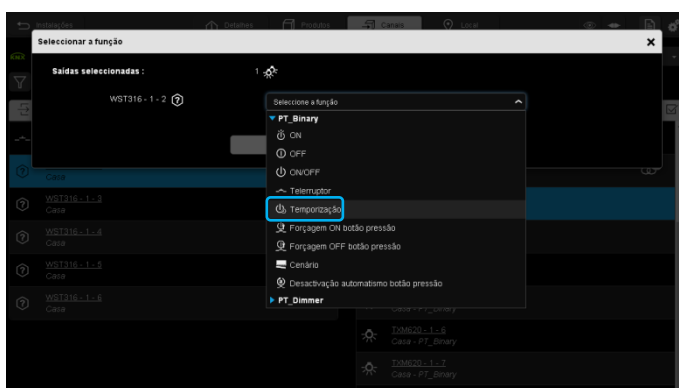 Instalações Detalhes Produtos Canais Local
Seleccionar a função
KNX
Saídas seleccionadas : 1
WST316 - 1 - 2
Seleccione a função
PT_Binary
ON
OFF
ON/OFF
Telerruptor
Temporização
Forçagem ON botão pressão
Forçagem OFF botão pressão
Cenário
Desactivação automatismo botão pressão
PT_Dimmer
Casa
WST316 - 1 - 3
Casa
WST316 - 1 - 4
Casa
WST316 - 1 - 5
Casa
WST316 - 1 - 6
Casa
Casa - PT_Binary
TXM620 - 1 - 6
Casa - PT_Binary
TXM620 - 1 - 7
Casa - PT_Binary